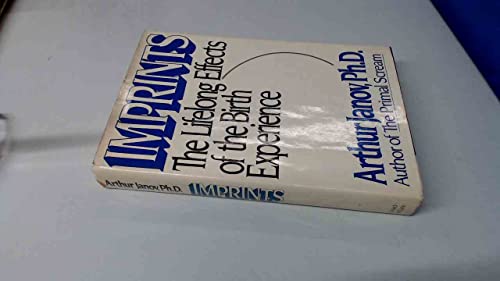 IMPRINTS
The Lifelong Effects
of the Birth
Experience
Arthur Janov, Ph.D.
Author of The Primal Scream
Arthur Janov, Ph.D.
IMPRINTS